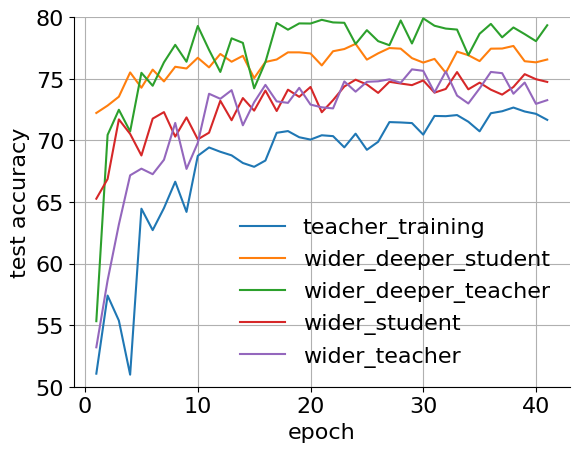 80
75
70
65
60
55
50
test accuracy
teacher_training
wider_deeper_student
wider_deeper_teacher
wider_student
wider_teacher
0 10 20 30 40
epoch